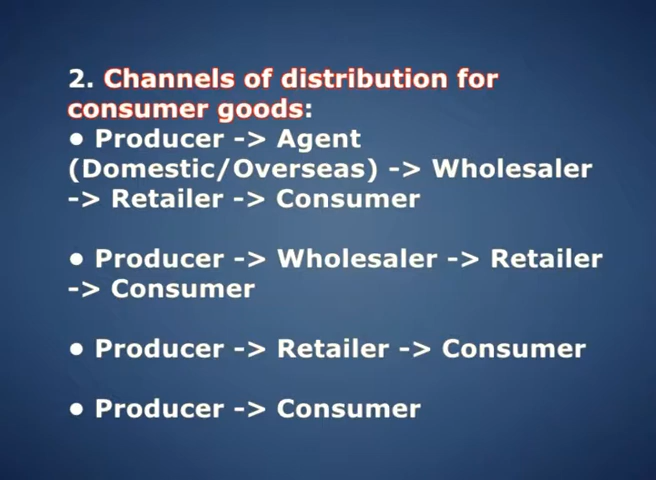 2. Channels of distribution for
consumer goods:
● Producer -> Agent
(Domestic/Overseas) -> Wholesaler
-> Retailer -> Consumer
● Producer -> Wholesaler -> Retailer
-> Consumer
● Producer -> Retailer -> Consumer
● Producer -> Consumer